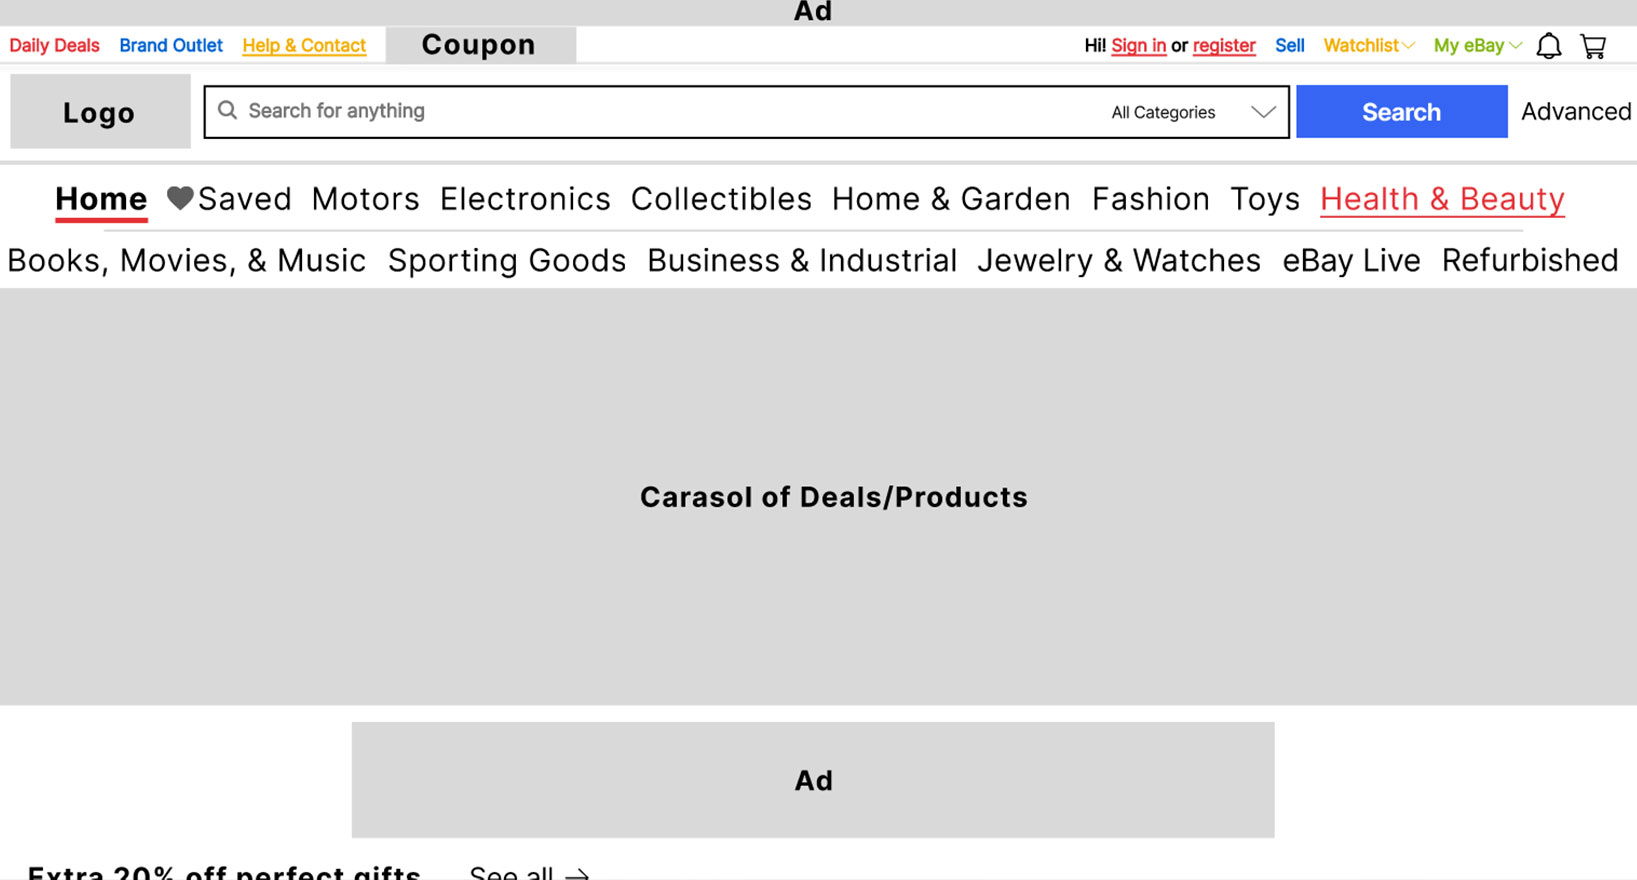 Ad
Daily Deals Brand Outlet Help & Contact Coupon Hi! Sign in or register Sell Watchlist My eBay
Logo Search for anything All Categories Search Advanced
Home Saved Motors Electronics Collectibles Home & Garden Fashion Toys Health & Beauty
Books, Movies, & Music Sporting Goods Business & Industrial Jewelry & Watches eBay Live Refurbished
Carasol of Deals/Products
Ad
Extra 20% off perfect gifts See all →